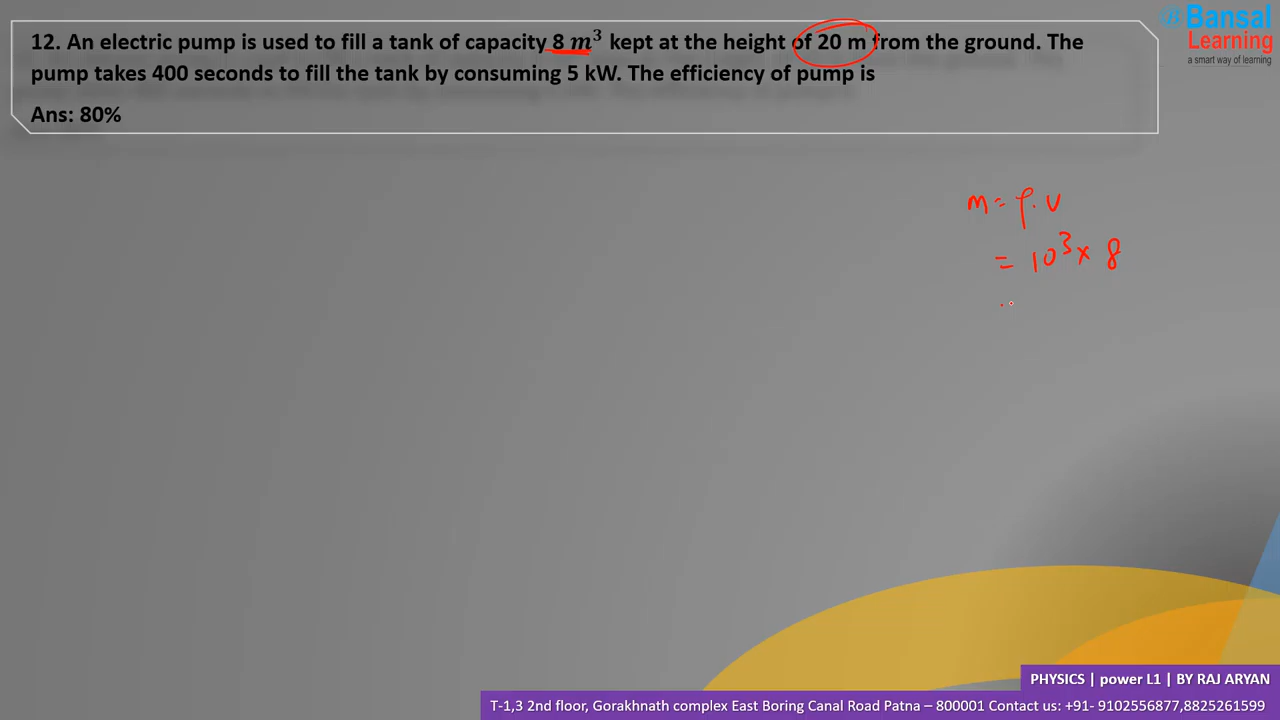 Bansal
Learning
a smart way of learning
12. An electric pump is used to fill a tank of capacity 8 m³ kept at the height of 20 m from the ground. The
pump takes 400 seconds to fill the tank by consuming 5 kW. The efficiency of pump is
Ans: 80%
m = ρ. v
= 10³ x 8
PHYSICS | power L1 | BY RAJ ARYAN
T-1,3 2nd floor, Gorakhnath complex East Boring Canal Road Patna – 800001 Contact us: +91- 9102556877,8825261599